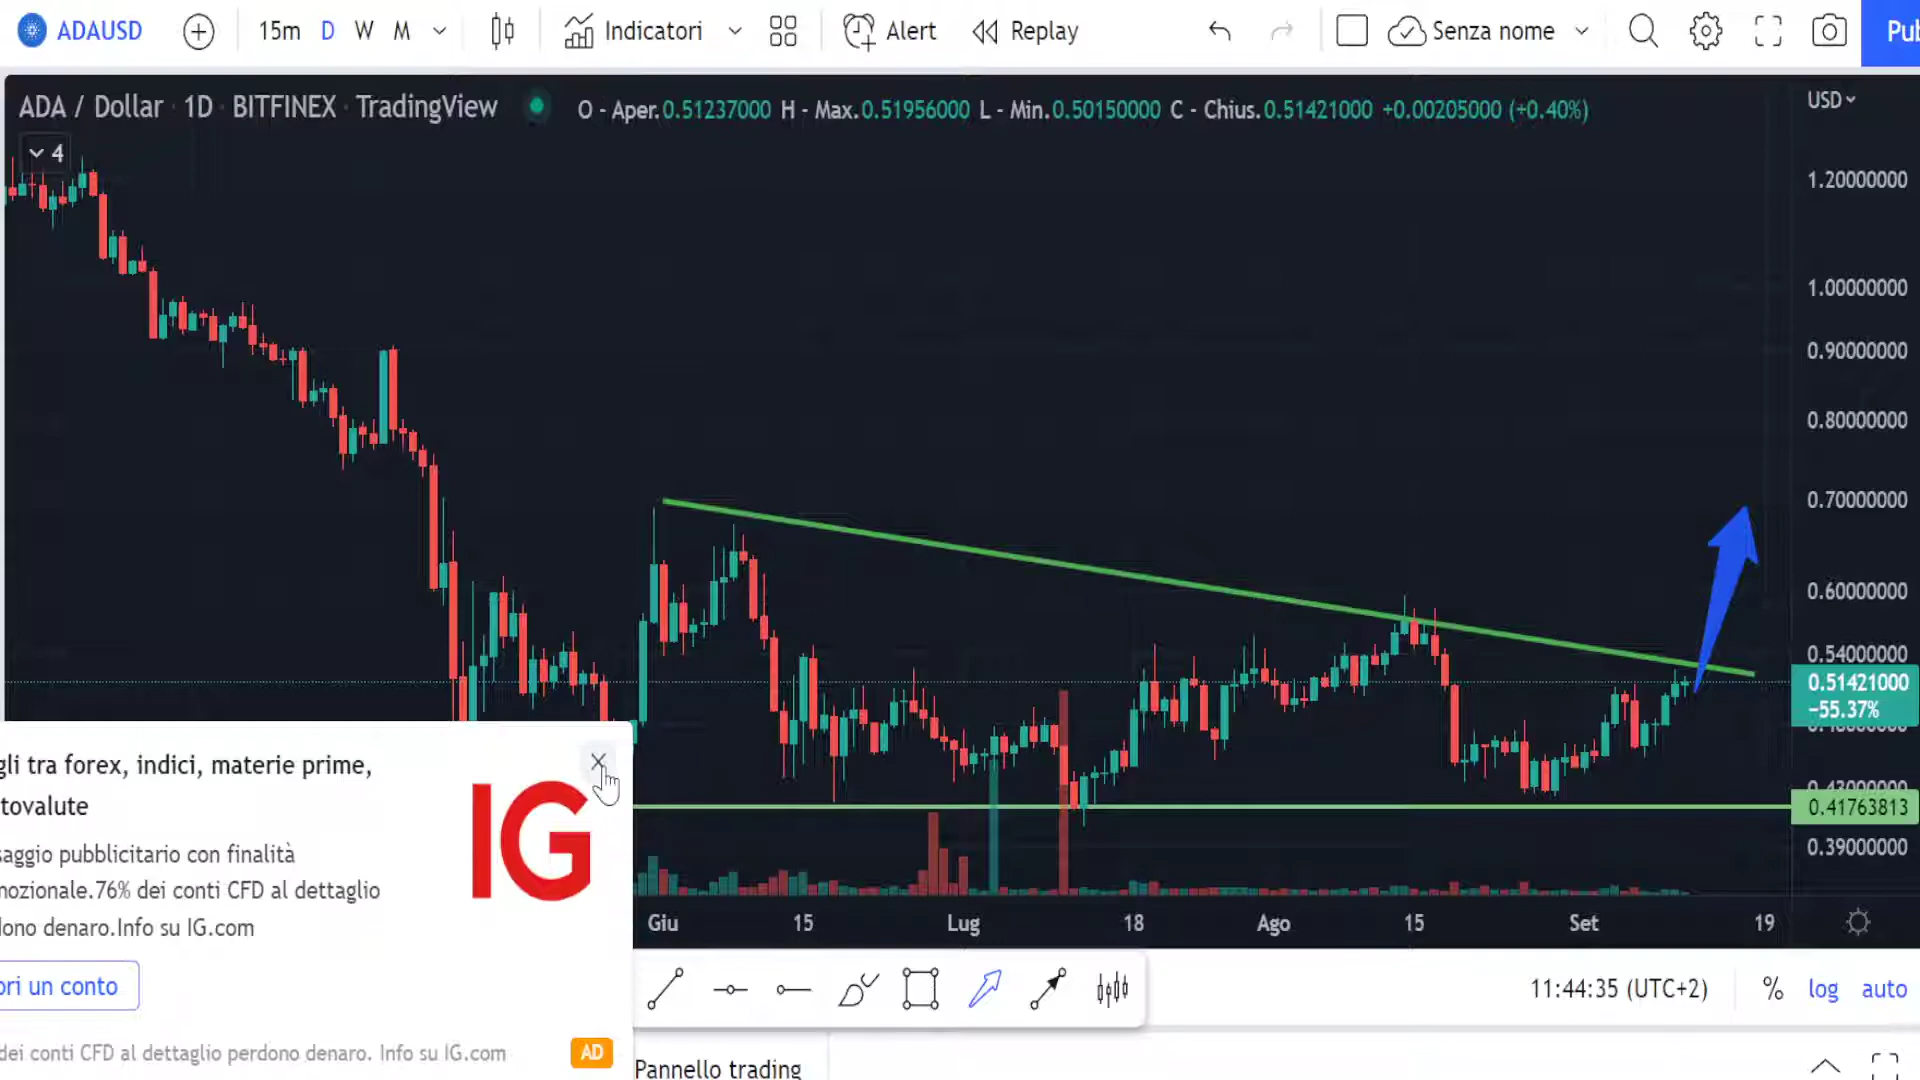 ADAUSD 15m D W M Indicatori Alert Replay Senza nome
ADA / Dollar · 1D · BITFINEX · TradingView O - Aper.0.51237000 H - Max.0.51956000 L - Min.0.50150000 C - Chius.0.51421000 +0.00205000 (+0.40%)
USD
4
1.20000000
1.00000000
0.90000000
0.80000000
0.70000000
0.60000000
0.54000000
0.51421000
−55.37%
0.41763813
0.39000000
gli tra forex, indici, materie prime,
tovalute
saggio pubblicitario con finalità
mozionale.76% dei conti CFD al dettaglio
dono denaro.Info su IG.com
IG
ori un conto
dei conti CFD al dettaglio perdono denaro. Info su IG.com
AD
Giu 15 Lug 18 Ago 15 Set 19
11:44:35 (UTC+2) % log auto
Pannello trading